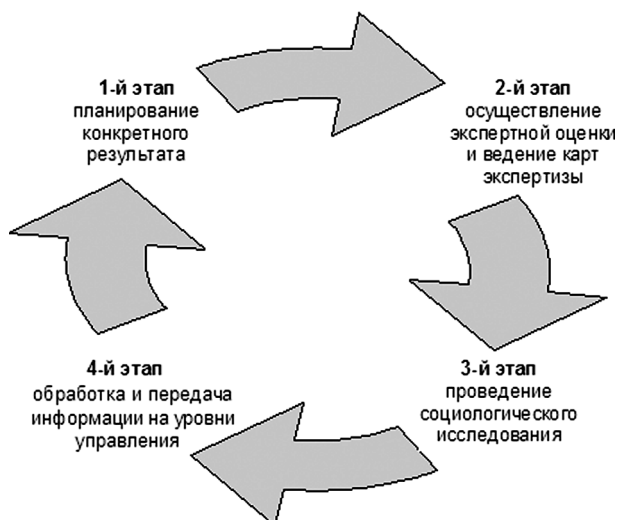 1-й этап
планирование
конкретного
результата
2-й этап
осуществление
экспертной оценки
и ведение карт
экспертизы
3-й этап
проведение
социологического
исследования
4-й этап
обработка и передача
информации на уровни
управления